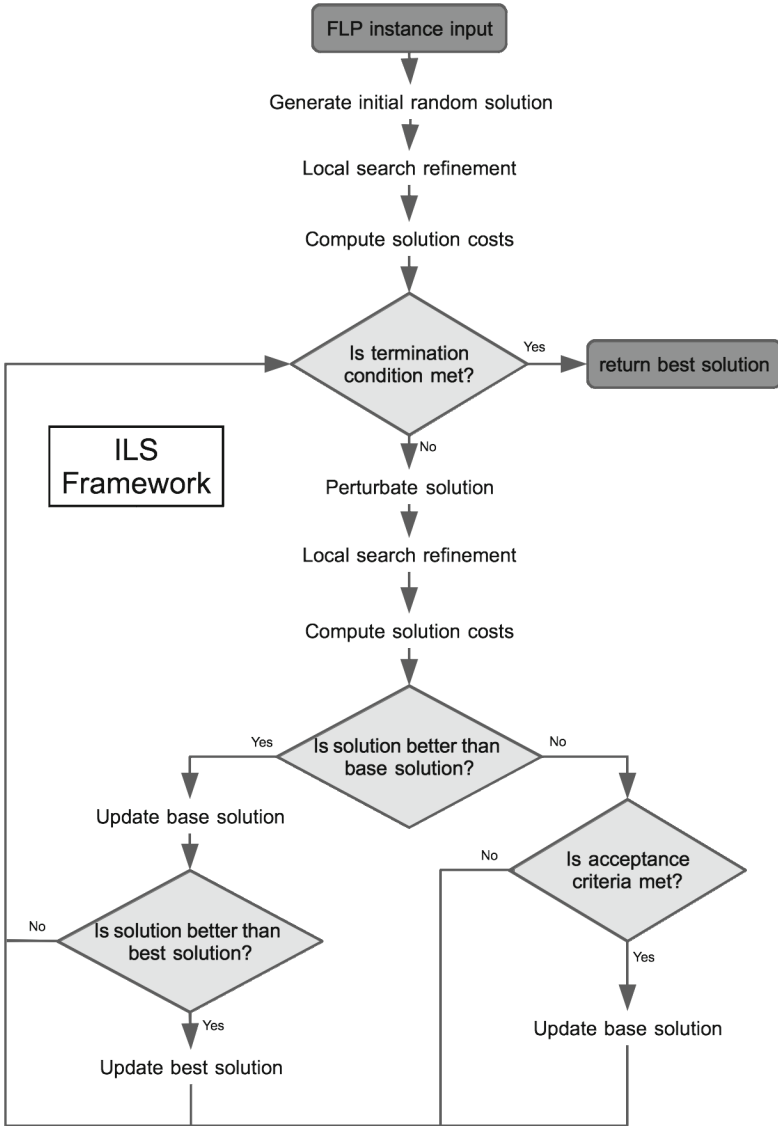 FLP instance input
Generate initial random solution
Local search refinement
Compute solution costs
Is termination
condition met?
Yes
return best solution
No
ILS
Framework
Perturbate solution
Local search refinement
Compute solution costs
Is solution better than
base solution?
Yes
No
Update base solution
Is acceptance
criteria met?
No
Yes
Is solution better than
best solution?
No
Yes
Update base solution
Update best solution